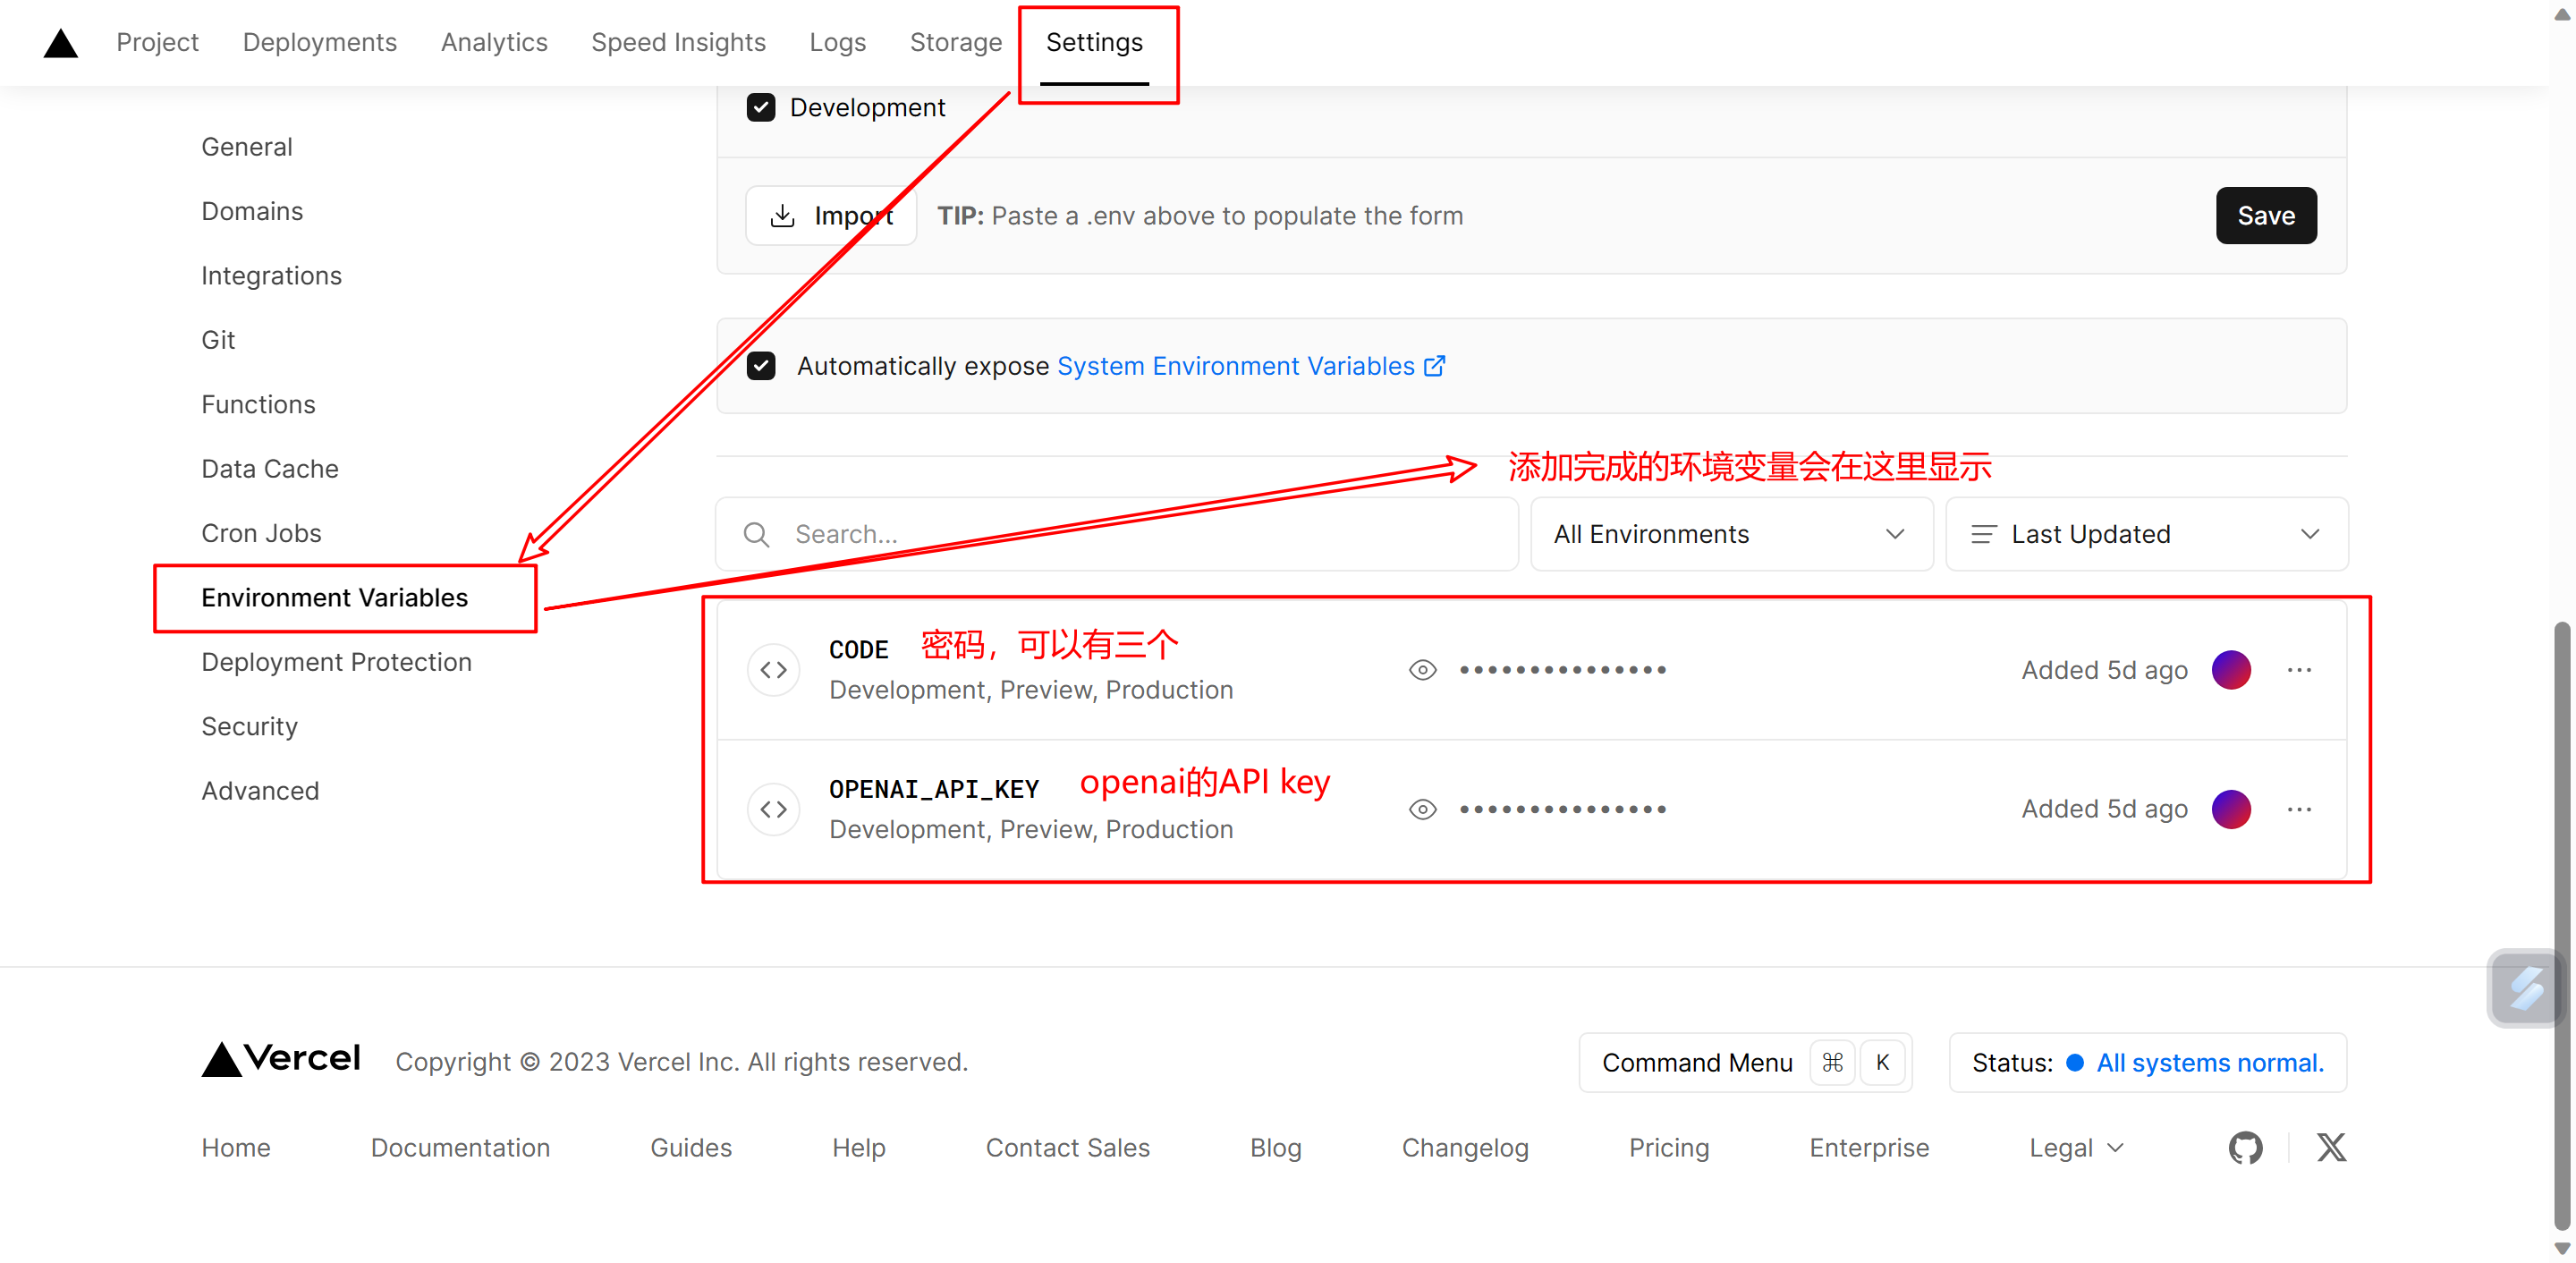 Project Deployments Analytics Speed Insights Logs Storage Settings
Development
Import TIP: Paste a .env above to populate the form Save
General
Domains
Integrations
Git
Functions
Data Cache
Cron Jobs
Environment Variables
Deployment Protection
Security
Advanced
Automatically expose System Environment Variables
添加完成的环境变量会在这里显示
Search... All Environments Last Updated
CODE 密码，可以有三个
Development, Preview, Production
••••••••••••••• Added 5d ago ...
OPENAI_API_KEY openai的API key
Development, Preview, Production
••••••••••••••• Added 5d ago ...
Vercel Copyright © 2023 Vercel Inc. All rights reserved. Command Menu ⌘ K Status: All systems normal.
Home Documentation Guides Help Contact Sales Blog Changelog Pricing Enterprise Legal